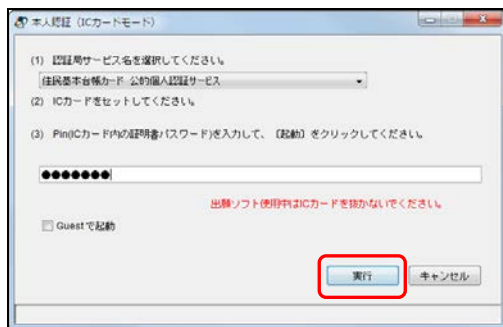 本人認証（ICカードモード）
(1) 認証局サービス名を選択してください。
住民基本台帳カード 公的個人認証サービス
(2) ICカードをセットしてください。
(3) Pin(ICカード内の証明書パスワード)を入力して、［起動］をクリックしてください。
●●●●●●●
出願ソフト使用中はICカードを抜かないでください。
Guestで起動
実行
キャンセル